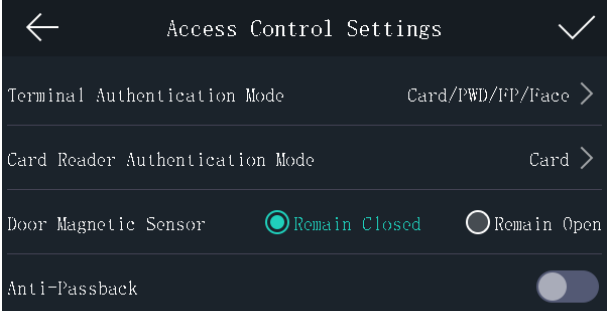 Access Control Settings
Terminal Authentication Mode Card/PWD/FP/Face
Card Reader Authentication Mode Card
Door Magnetic Sensor Remain Closed Remain Open
Anti-Passback